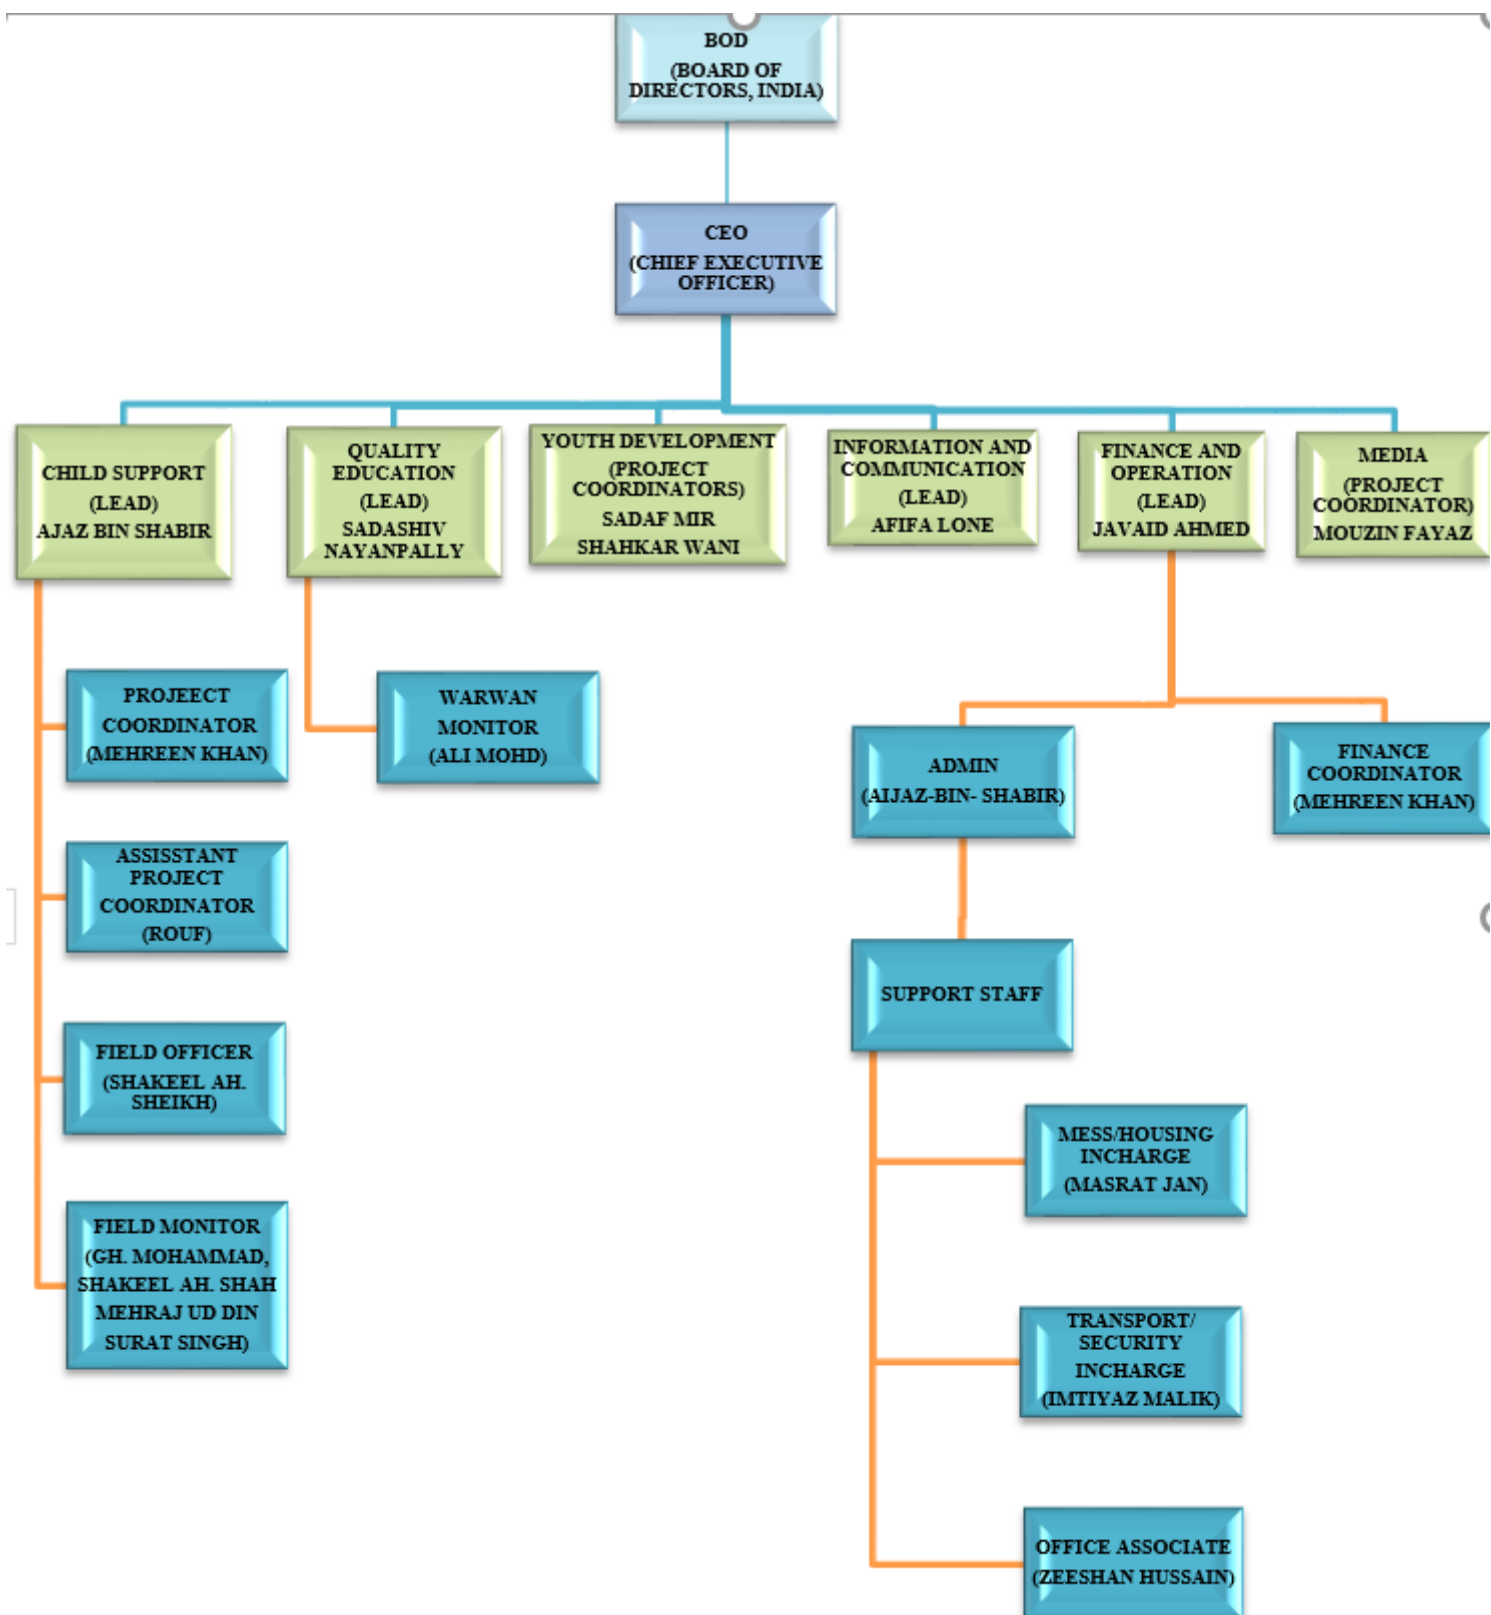 BOD
(BOARD OF
DIRECTORS, INDIA)
CEO
(CHIEF EXECUTIVE
OFFICER)
CHILD SUPPORT
(LEAD)
AJAZ BIN SHABIR
QUALITY
EDUCATION
(LEAD)
SADASHIV
NAYANPALLY
YOUTH DEVELOPMENT
(PROJECT
COORDINATORS)
SADAF MIR
SHAHKAR WANI
INFORMATION AND
COMMUNICATION
(LEAD)
AFIFA LONE
FINANCE AND
OPERATION
(LEAD)
JAVAID AHMED
MEDIA
(PROJECT
COORDINATOR)
MOUZIN FAYAZ
PROJEECT
COORDINATOR
(MEHREEN KHAN)
WARWAN
MONITOR
(ALI MOHD)
ADMIN
(AIJAZ-BIN- SHABIR)
FINANCE
COORDINATOR
(MEHREEN KHAN)
ASSISSTANT
PROJECT
COORDINATOR
(ROUF)
SUPPORT STAFF
FIELD OFFICER
(SHAKEEL AH.
SHEIKH)
MESS/HOUSING
INCHARGE
(MASRAT JAN)
FIELD MONITOR
(GH. MOHAMMAD,
SHAKEEL AH. SHAH
MEHRAJ UD DIN
SURAT SINGH)
TRANSPORT/
SECURITY
INCHARGE
(IMTIYAZ MALIK)
OFFICE ASSOCIATE
(ZEESHAN HUSSAIN)